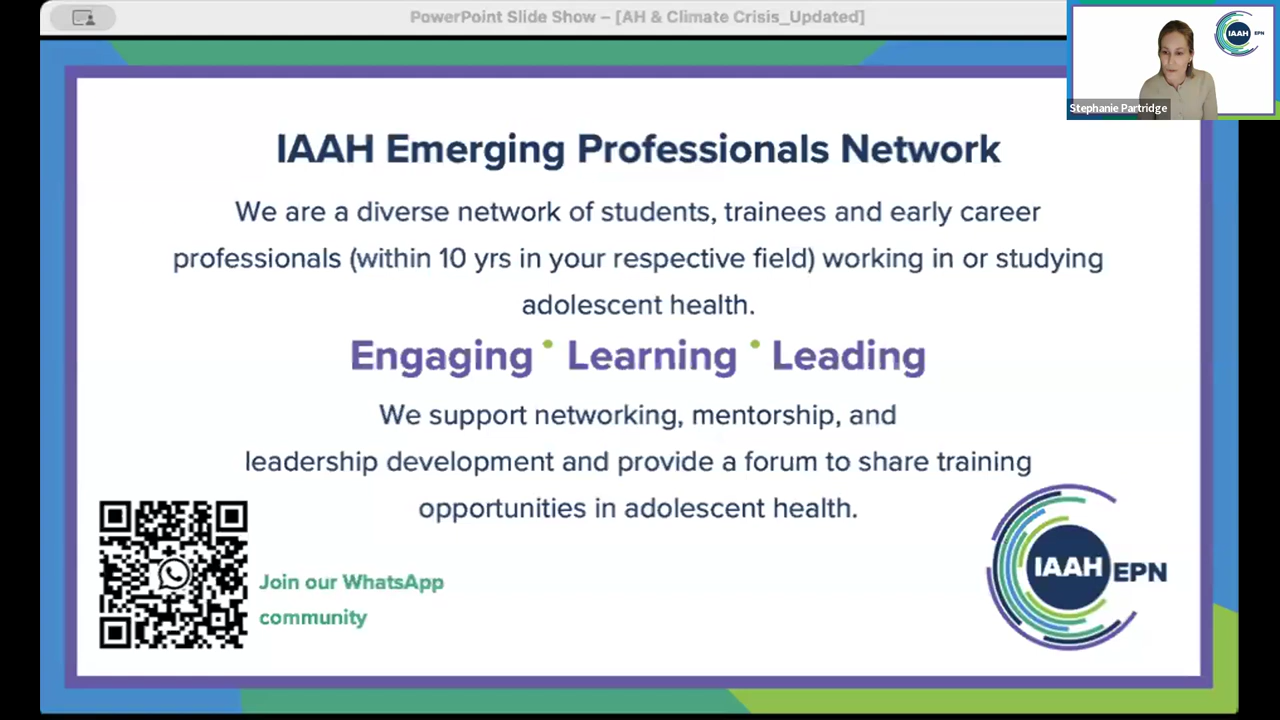 PowerPoint Slide Show – [AH & Climate Crisis_Updated]
IAAH EPN
Stephanie Partridge
IAAH Emerging Professionals Network
We are a diverse network of students, trainees and early career
professionals (within 10 yrs in your respective field) working in or studying
adolescent health.
Engaging • Learning • Leading
We support networking, mentorship, and
leadership development and provide a forum to share training
opportunities in adolescent health.
Join our WhatsApp
community
IAAH EPN